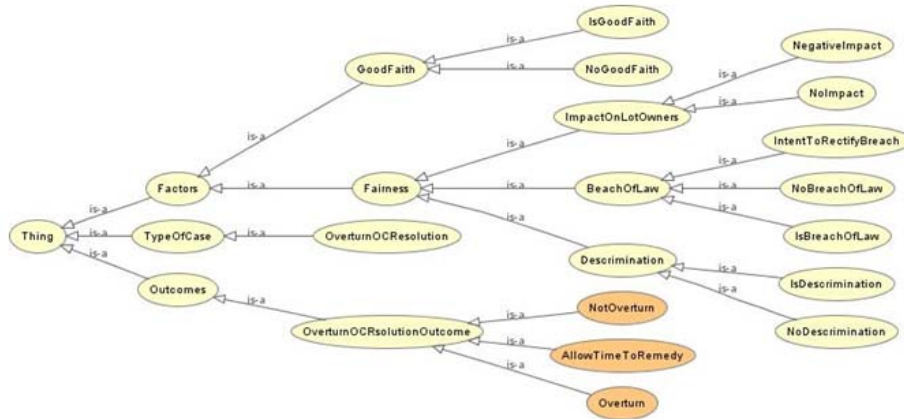 IsGoodFaith
is-a
NegativeImpact
GoodFaith
is-a
NoGoodFaith
is-a
is-a
NoImpact
ImpactOnLotOwners
is-a
is-a
IntentToRectifyBreach
is-a
Factors
is-a
Fairness
is-a
BeachOfLaw
is-a
NoBreachOfLaw
is-a
is-a
Thing
is-a
TypeOfCase
is-a
OverturnOCResolution
is-a
IsBreachOfLaw
is-a
Descrimination
is-a
IsDescrimination
Outcomes
is-a
NotOverturn
is-a
is-a
NoDescrimination
OverturnOCRsolutionOutcome
is-a
AllowTimeToRemedy
is-a
Overturn